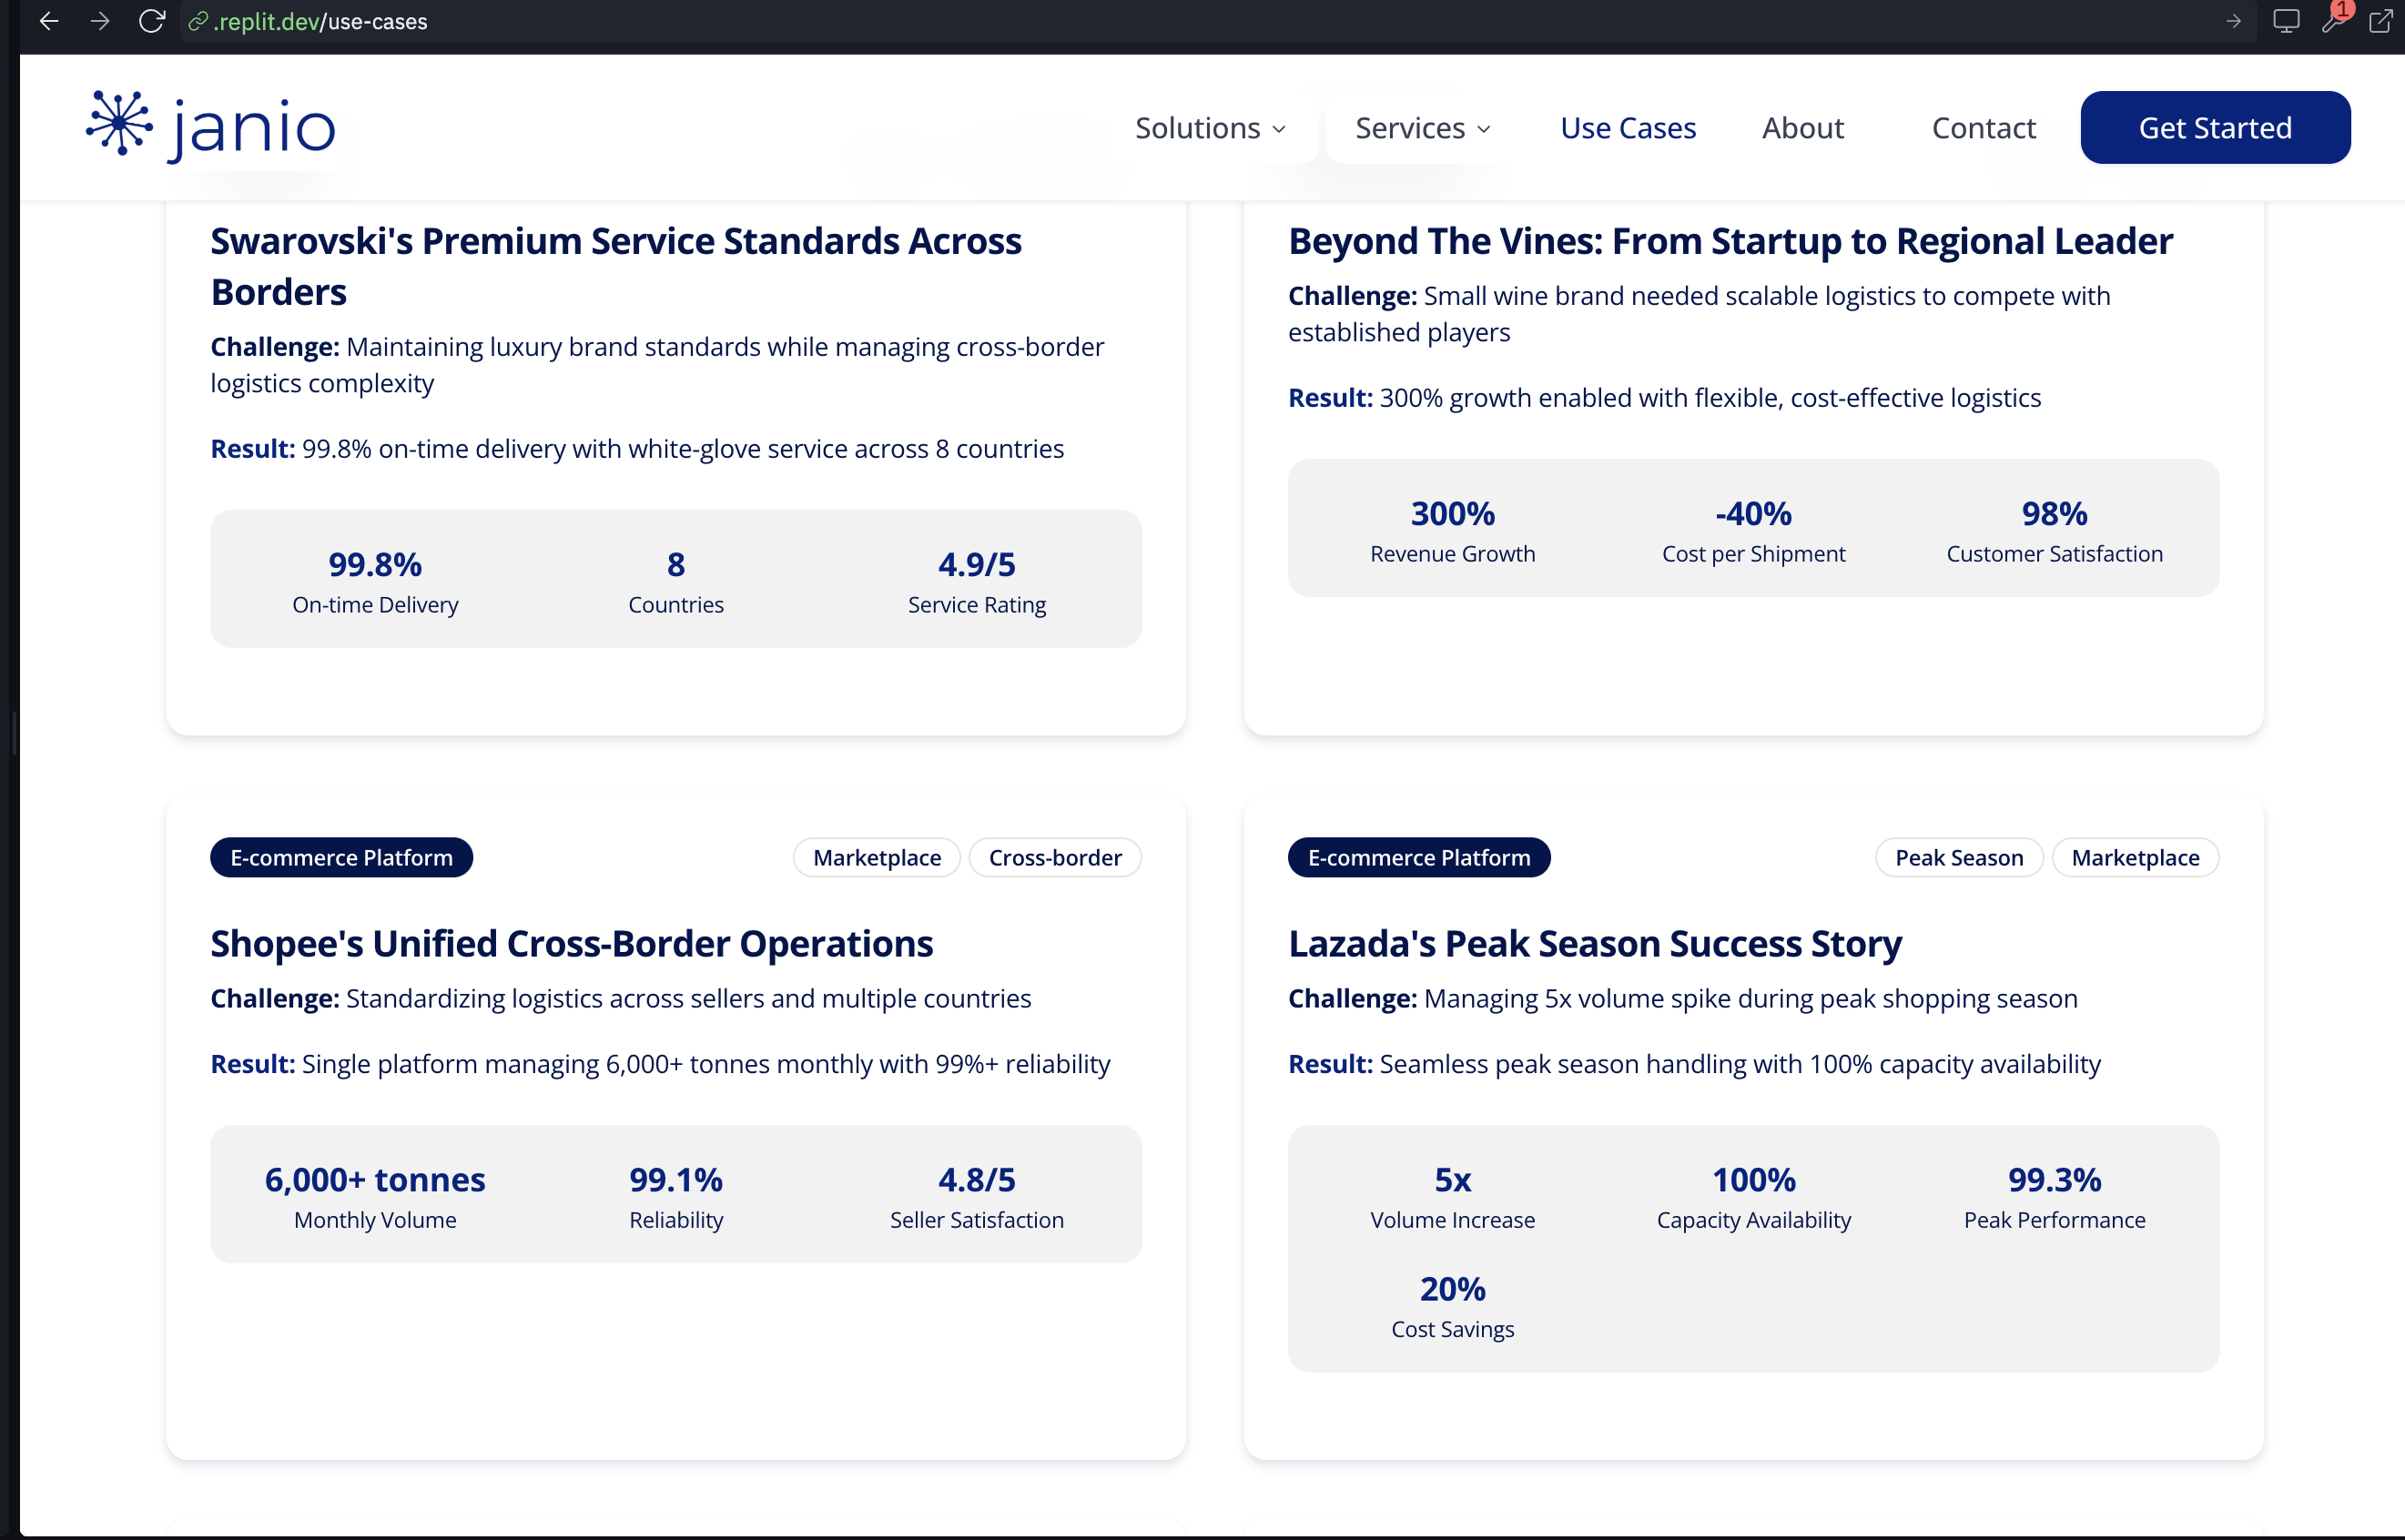 .replit.dev/use-cases
1
janio
Solutions
Services
Use Cases
About
Contact
Get Started
Swarovski's Premium Service Standards Across
Borders
Challenge: Maintaining luxury brand standards while managing cross-border
logistics complexity
Result: 99.8% on-time delivery with white-glove service across 8 countries
99.8%
On-time Delivery
8
Countries
4.9/5
Service Rating
Beyond The Vines: From Startup to Regional Leader
Challenge: Small wine brand needed scalable logistics to compete with
established players
Result: 300% growth enabled with flexible, cost-effective logistics
300%
Revenue Growth
-40%
Cost per Shipment
98%
Customer Satisfaction
E-commerce Platform
Marketplace
Cross-border
Shopee's Unified Cross-Border Operations
Challenge: Standardizing logistics across sellers and multiple countries
Result: Single platform managing 6,000+ tonnes monthly with 99%+ reliability
6,000+ tonnes
Monthly Volume
99.1%
Reliability
4.8/5
Seller Satisfaction
E-commerce Platform
Peak Season
Marketplace
Lazada's Peak Season Success Story
Challenge: Managing 5x volume spike during peak shopping season
Result: Seamless peak season handling with 100% capacity availability
5x
Volume Increase
100%
Capacity Availability
99.3%
Peak Performance
20%
Cost Savings